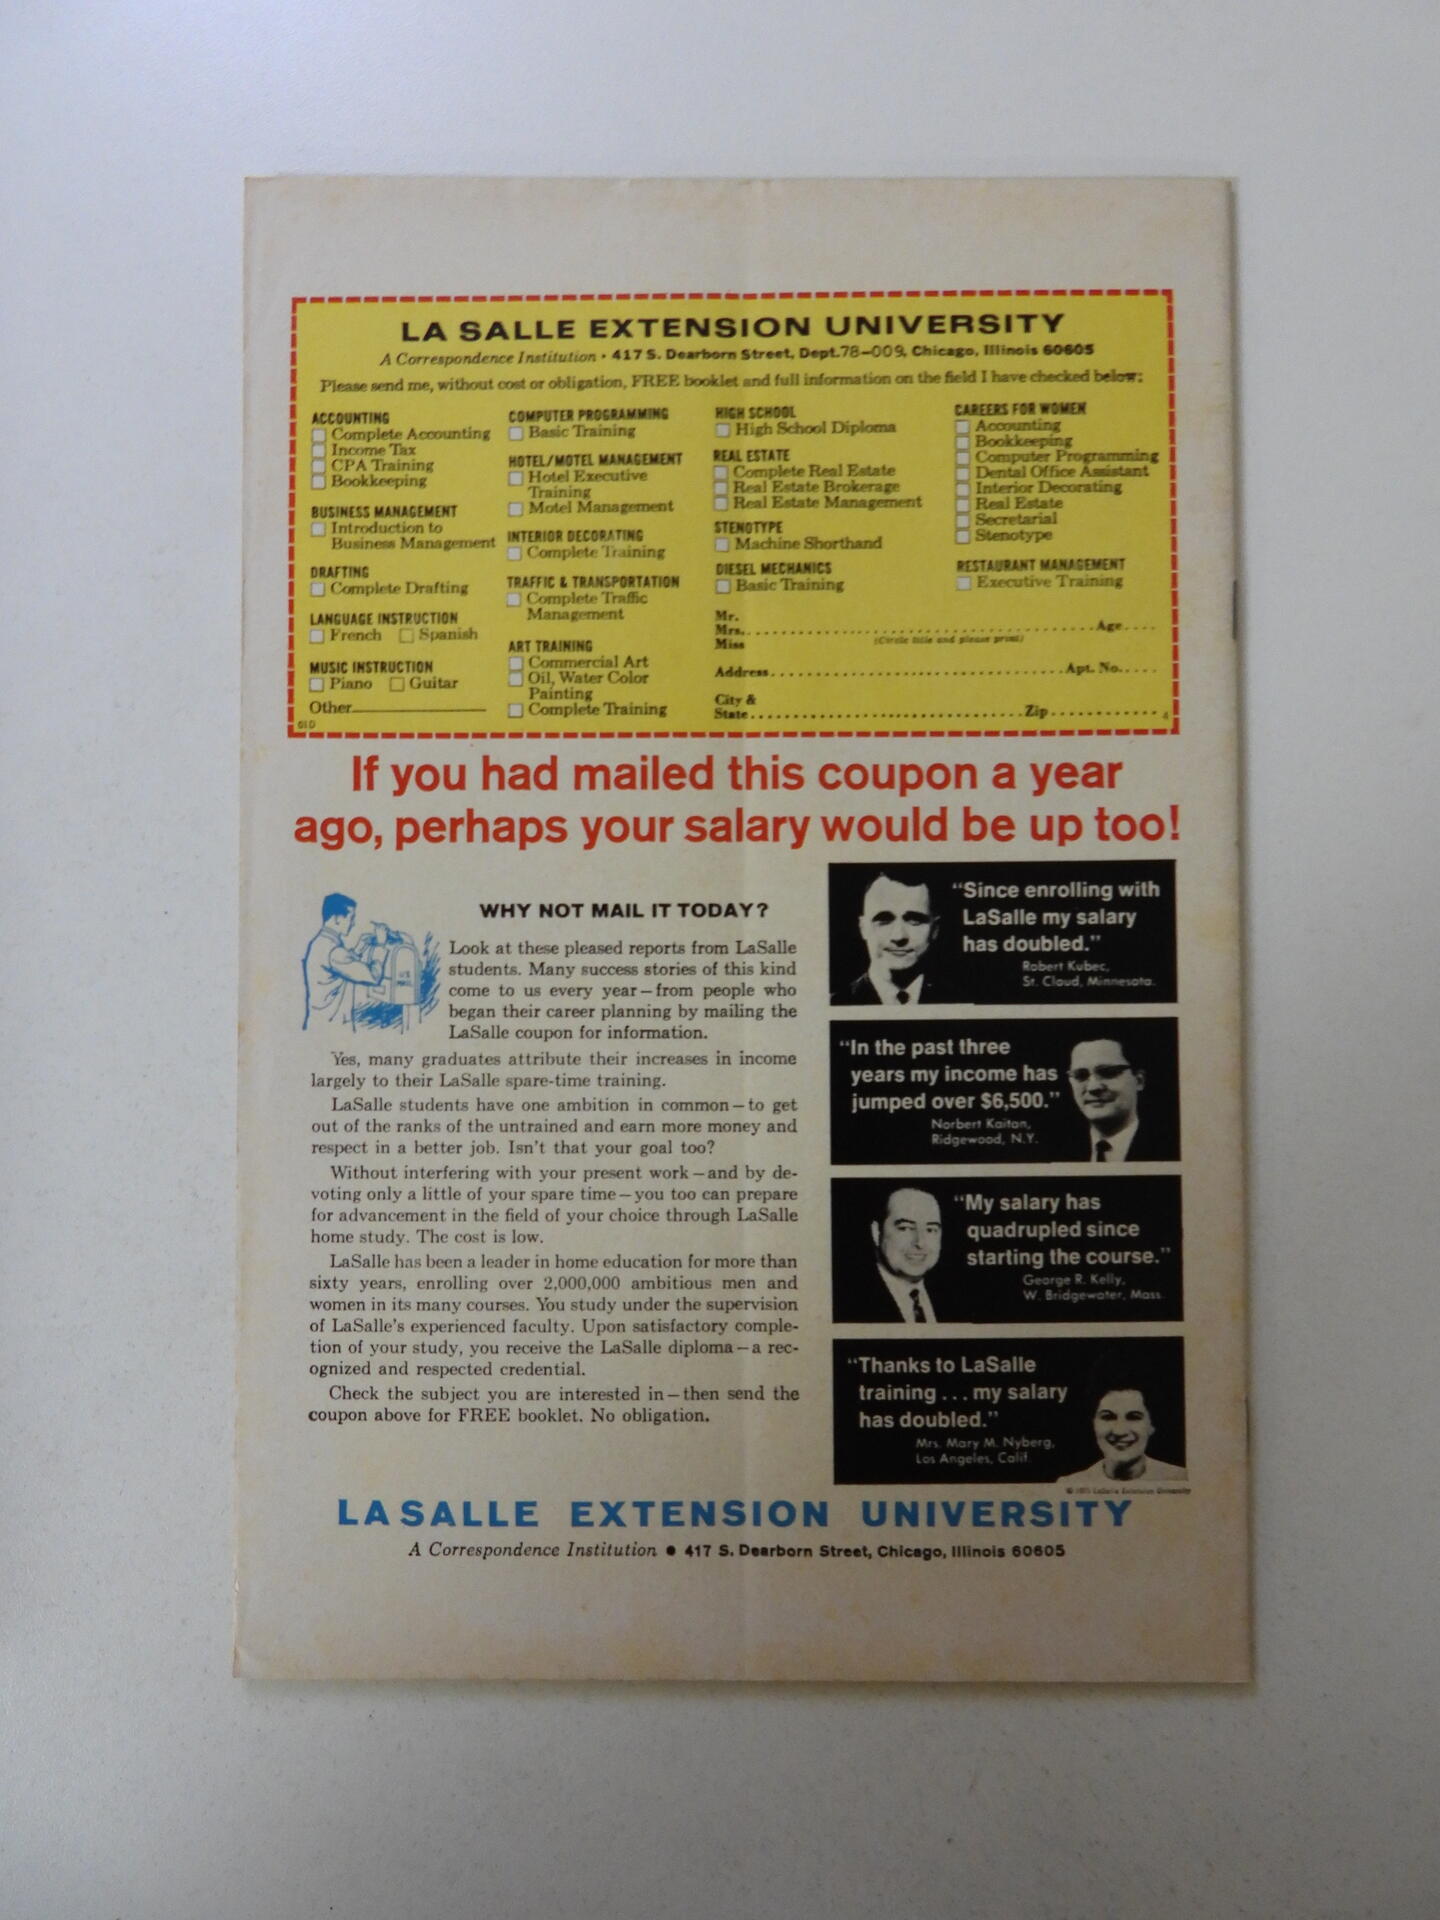 LA SALLE EXTENSION UNIVERSITY
A Correspondence Institution • 417 S. Dearborn Street, Dept.78-009, Chicago, Illinois 60605
Please send me, without cost or obligation, FREE booklet and full information on the field I have checked below:
ACCOUNTING
Complete Accounting
Income Tax
CPA Training
Bookkeeping
BUSINESS MANAGEMENT
Introduction to
Business Management
DRAFTING
Complete Drafting
LANGUAGE INSTRUCTION
French Spanish
MUSIC INSTRUCTION
Piano Guitar
Other
01D
COMPUTER PROGRAMMING
Basic Training
HOTEL/MOTEL MANAGEMENT
Hotel Executive
Training
Motel Management
INTERIOR DECORATING
Complete Training
TRAFFIC & TRANSPORTATION
Complete Traffic
Management
ART TRAINING
Commercial Art
Oil, Water Color
Painting
Complete Training
HIGH SCHOOL
High School Diploma
REAL ESTATE
Complete Real Estate
Real Estate Brokerage
Real Estate Management
STENOTYPE
Machine Shorthand
DIESEL MECHANICS
Basic Training
CAREERS FOR WOMEN
Accounting
Bookkeeping
Computer Programming
Dental Office Assistant
Interior Decorating
Real Estate
Secretarial
Stenotype
RESTAURANT MANAGEMENT
Executive Training
Mr.
Mrs. Age
Miss (Circle title and please print)
Address Apt. No.
City &
State Zip 4
If you had mailed this coupon a year
ago, perhaps your salary would be up too!
WHY NOT MAIL IT TODAY?
Look at these pleased reports from LaSalle
students. Many success stories of this kind
come to us every year—from people who
began their career planning by mailing the
LaSalle coupon for information.
Yes, many graduates attribute their increases in income
largely to their LaSalle spare-time training.
LaSalle students have one ambition in common—to get
out of the ranks of the untrained and earn more money and
respect in a better job. Isn't that your goal too?
Without interfering with your present work—and by de-
voting only a little of your spare time—you too can prepare
for advancement in the field of your choice through LaSalle
home study. The cost is low.
LaSalle has been a leader in home education for more than
sixty years, enrolling over 2,000,000 ambitious men and
women in its many courses. You study under the supervision
of LaSalle's experienced faculty. Upon satisfactory comple-
tion of your study, you receive the LaSalle diploma—a rec-
ognized and respected credential.
Check the subject you are interested in—then send the
coupon above for FREE booklet. No obligation.
"Since enrolling with
LaSalle my salary
has doubled."
Robert Kubec,
St. Cloud, Minnesota.
"In the past three
years my income has
jumped over $6,500."
Norbert Kaiton,
Ridgewood, N.Y.
"My salary has
quadrupled since
starting the course."
George R. Kelly,
W. Bridgewater, Mass.
"Thanks to LaSalle
training . . . my salary
has doubled."
Mrs. Mary M. Nyberg,
Los Angeles, Calif.
LaSalle Extension University
LASALLE EXTENSION UNIVERSITY
A Correspondence Institution • 417 S. Dearborn Street, Chicago, Illinois 60605